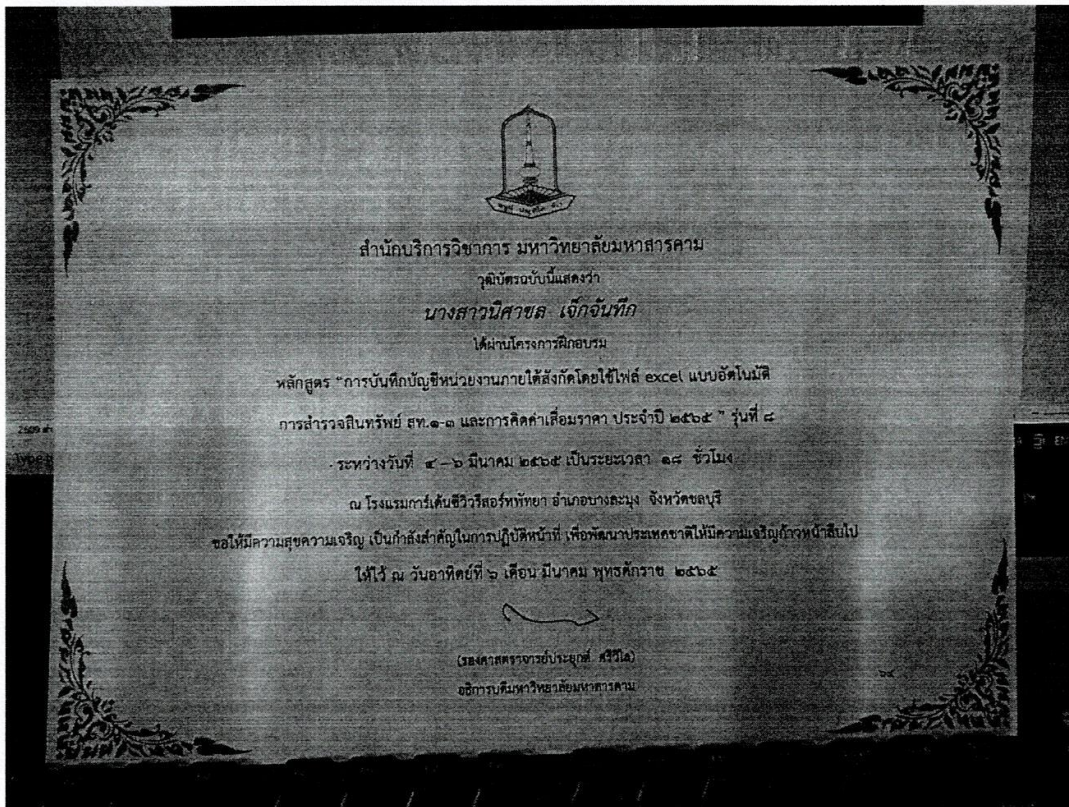 สำนักบริการวิชาการ มหาวิทยาลัยมหาสารคาม
วุฒิบัตรฉบับนี้แสดงว่า
นางสาวนิศาชล เจ็กจันทึก
ได้ผ่านโครงการฝึกอบรม
หลักสูตร "การบันทึกบัญชีหน่วยงานภายใต้สังกัดโดยใช้ไฟล์ excel แบบอัตโนมัติ
การสำรวจสินทรัพย์ สท.๑-๓ และการคิดค่าเสื่อมราคา ประจำปี ๒๕๖๕ " รุ่นที่ ๘
ระหว่างวันที่ ๔ – ๖ มีนาคม ๒๕๖๕ เป็นระยะเวลา ๑๘ ชั่วโมง
ณ โรงแรมการ์เด้นซีวิวรีสอร์ทพัทยา อำเภอบางละมุง จังหวัดชลบุรี
ขอให้มีความสุขความเจริญ เป็นกำลังสำคัญในการปฏิบัติหน้าที่ เพื่อพัฒนาประเทศชาติให้มีความเจริญก้าวหน้าสืบไป
ให้ไว้ ณ วันอาทิตย์ที่ ๖ เดือน มีนาคม พุทธศักราช ๒๕๖๕
(รองศาสตราจารย์ประยุกต์ ศรีวิไล)
อธิการบดีมหาวิทยาลัยมหาสารคาม